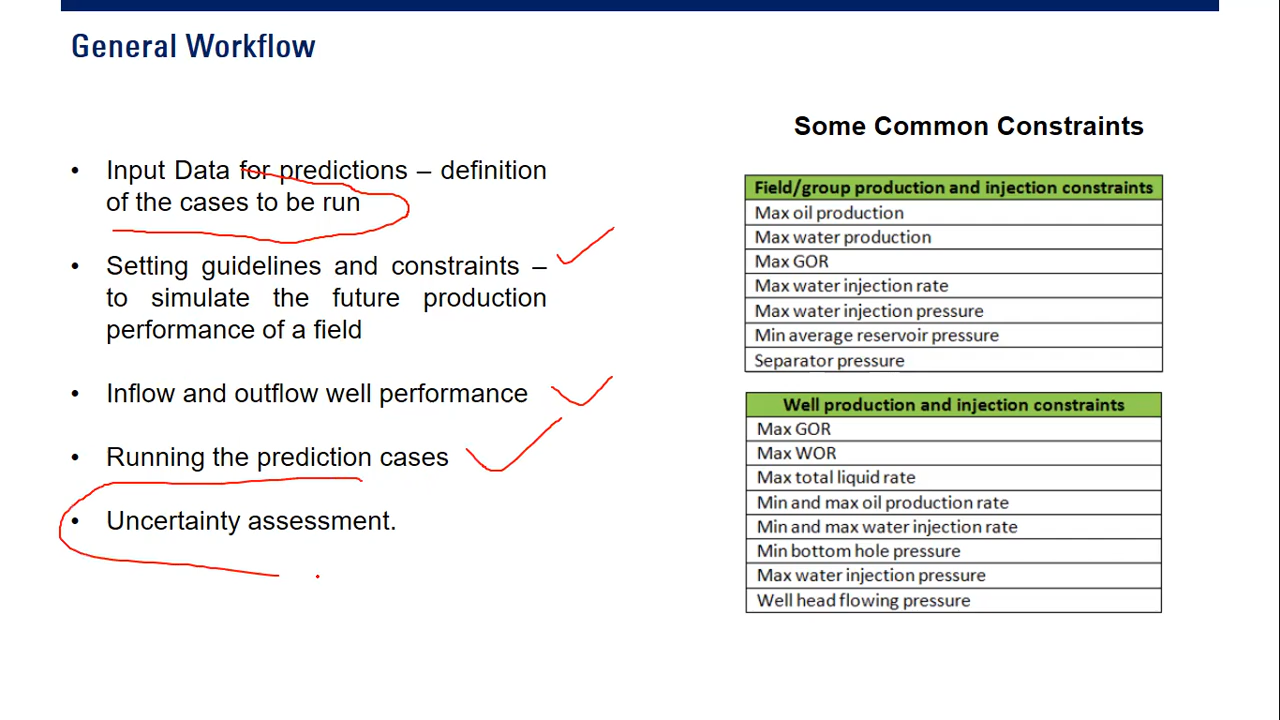 General Workflow
• Input Data for predictions – definition
of the cases to be run
• Setting guidelines and constraints –
to simulate the future production
performance of a field
• Inflow and outflow well performance
• Running the prediction cases
• Uncertainty assessment.
Some Common Constraints
Field/group production and injection constraints
Max oil production
Max water production
Max GOR
Max water injection rate
Max water injection pressure
Min average reservoir pressure
Separator pressure
Well production and injection constraints
Max GOR
Max WOR
Max total liquid rate
Min and max oil production rate
Min and max water injection rate
Min bottom hole pressure
Max water injection pressure
Well head flowing pressure